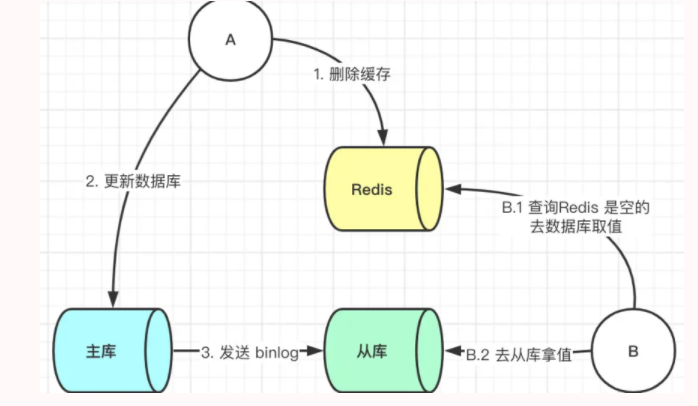 A
1. 删除缓存
2. 更新数据库
Redis
B.1 查询Redis 是空的
去数据库取值
主库
3. 发送 binlog
从库
B.2 去从库拿值
B